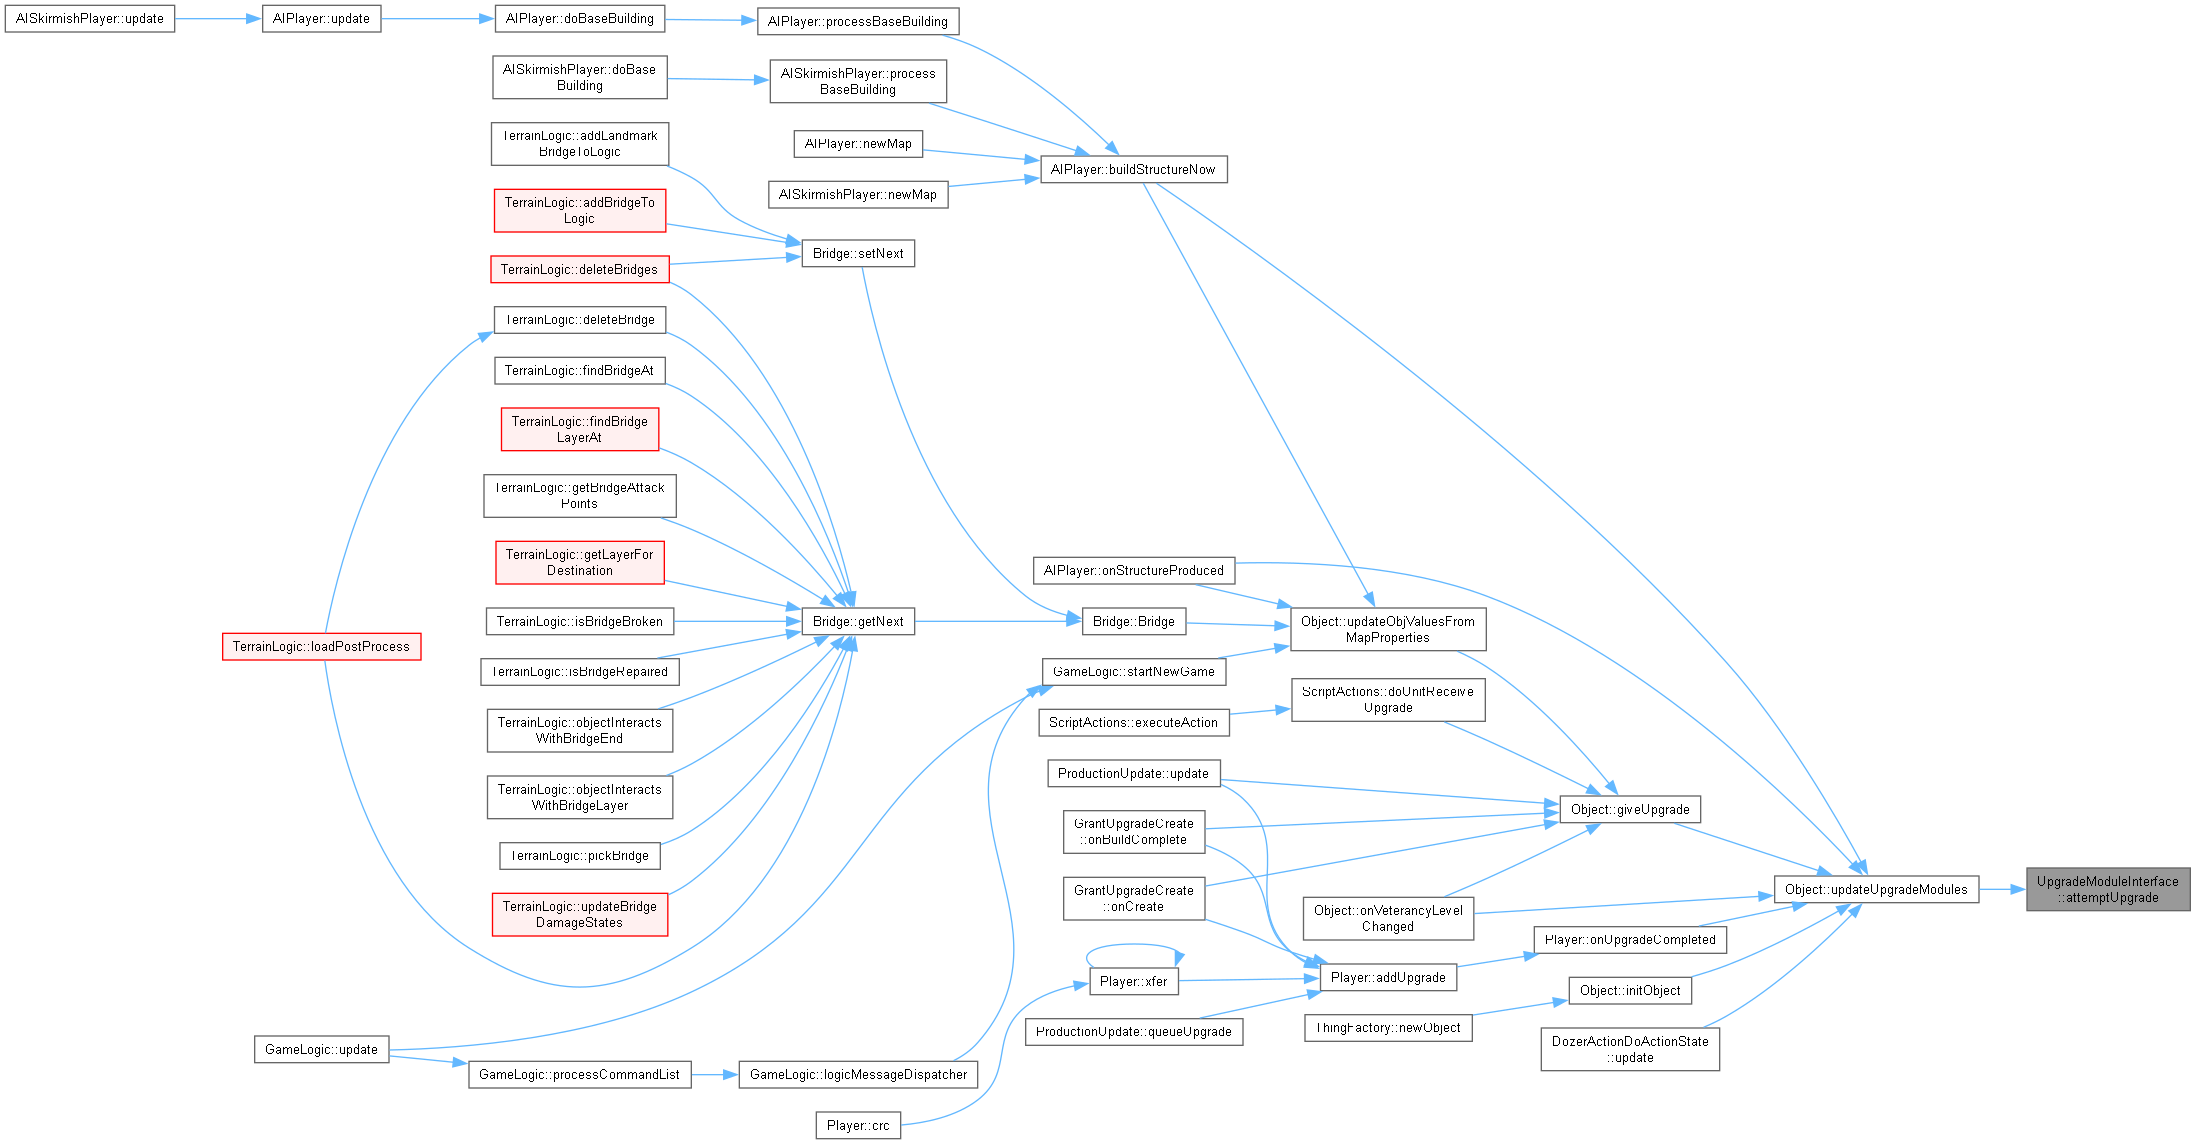 AISkirmishPlayer::update
AIPlayer::update
AIPlayer::doBaseBuilding
AIPlayer::processBaseBuilding
AISkirmishPlayer::doBase
Building
AISkirmishPlayer::process
BaseBuilding
TerrainLogic::addLandmark
BridgeToLogic
AIPlayer::newMap
AIPlayer::buildStructureNow
AISkirmishPlayer::newMap
TerrainLogic::addBridgeTo
Logic
Bridge::setNext
TerrainLogic::deleteBridges
TerrainLogic::deleteBridge
TerrainLogic::findBridgeAt
TerrainLogic::findBridge
LayerAt
TerrainLogic::getBridgeAttack
Points
TerrainLogic::getLayerFor
Destination
AIPlayer::onStructureProduced
TerrainLogic::isBridgeBroken
Bridge::getNext
Bridge::Bridge
Object::updateObjValuesFrom
MapProperties
TerrainLogic::loadPostProcess
TerrainLogic::isBridgeRepaired
GameLogic::startNewGame
ScriptActions::doUnitReceive
Upgrade
TerrainLogic::objectInteracts
WithBridgeEnd
ScriptActions::executeAction
ProductionUpdate::update
TerrainLogic::objectInteracts
WithBridgeLayer
Object::giveUpgrade
GrantUpgradeCreate
::onBuildComplete
TerrainLogic::pickBridge
GrantUpgradeCreate
::onCreate
Object::updateUpgradeModules
UpgradeModuleInterface
::attemptUpgrade
TerrainLogic::updateBridge
DamageStates
Object::onVeterancyLevel
Changed
Player::onUpgradeCompleted
Player::xfer
Player::addUpgrade
Object::initObject
ProductionUpdate::queueUpgrade
ThingFactory::newObject
DozerActionDoActionState
::update
GameLogic::update
GameLogic::processCommandList
GameLogic::logicMessageDispatcher
Player::crc